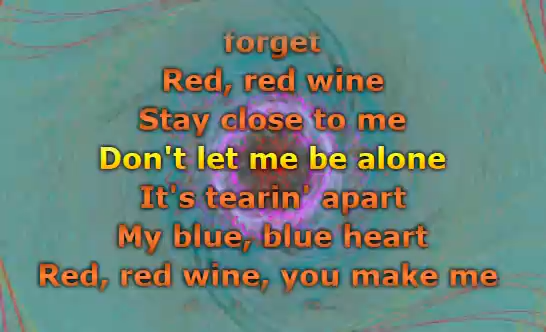 forget
Red, red wine
Stay close to me
Don't let me be alone
It's tearin' apart
My blue, blue heart
Red, red wine, you make me